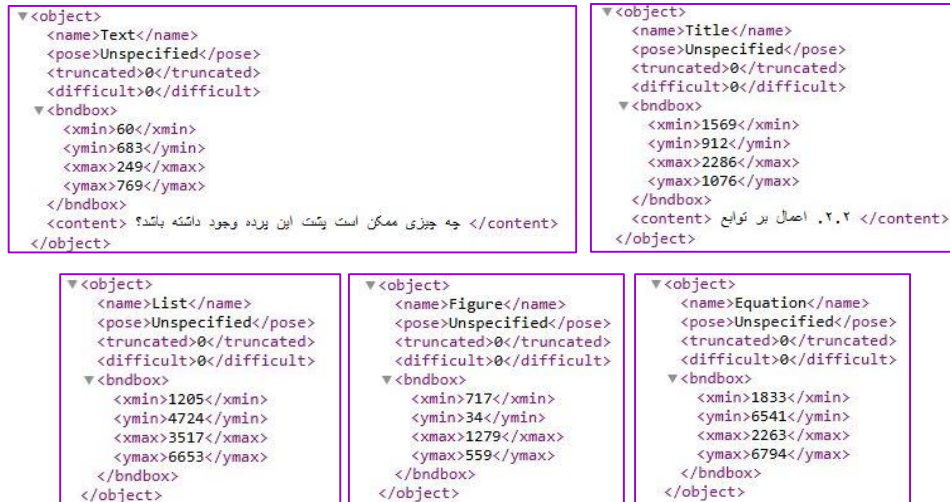 ▼<object>
<name>Text</name>
<pose>Unspecified</pose>
<truncated>0</truncated>
<difficult>0</difficult>
▼<bndbox>
<xmin>60</xmin>
<ymin>683</ymin>
<xmax>249</xmax>
<ymax>769</ymax>
</bndbox>
<content> چه چیزی ممکن است پشت این پرده وجود داشته باشد؟ </content>
</object>
▼<object>
<name>Title</name>
<pose>Unspecified</pose>
<truncated>0</truncated>
<difficult>0</difficult>
▼<bndbox>
<xmin>1569</xmin>
<ymin>912</ymin>
<xmax>2286</xmax>
<ymax>1076</ymax>
</bndbox>
<content> ۲.۲. اعمال بر توابع </content>
</object>
▼<object>
<name>List</name>
<pose>Unspecified</pose>
<truncated>0</truncated>
<difficult>0</difficult>
▼<bndbox>
<xmin>1205</xmin>
<ymin>4724</ymin>
<xmax>3517</xmax>
<ymax>6653</ymax>
</bndbox>
</object>
▼<object>
<name>Figure</name>
<pose>Unspecified</pose>
<truncated>0</truncated>
<difficult>0</difficult>
▼<bndbox>
<xmin>717</xmin>
<ymin>34</ymin>
<xmax>1279</xmax>
<ymax>559</ymax>
</bndbox>
</object>
▼<object>
<name>Equation</name>
<pose>Unspecified</pose>
<truncated>0</truncated>
<difficult>0</difficult>
▼<bndbox>
<xmin>1833</xmin>
<ymin>6541</ymin>
<xmax>2263</xmax>
<ymax>6794</ymax>
</bndbox>
</object>